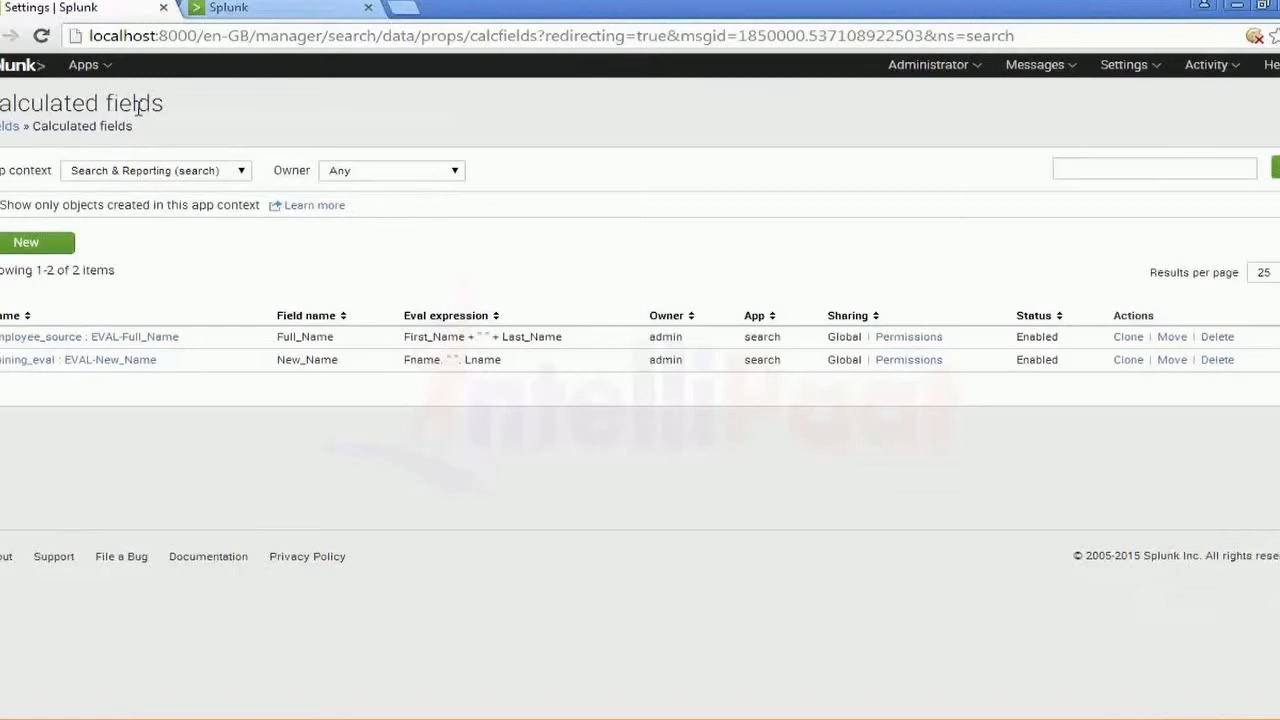 Settings | Splunk
Splunk
localhost:8000/en-GB/manager/search/data/props/calcfields?redirecting=true&msgid=1850000.537108922503&ns=search
lunk>
Apps
Administrator
Messages
Settings
Activity
He
alculated fields
elds » Calculated fields
p context
Search & Reporting (search)
Owner
Any
Show only objects created in this app context
Learn more
New
owing 1-2 of 2 items
Results per page
25
ame
Field name
Eval expression
Owner
App
Sharing
Status
Actions
mployee_source : EVAL-Full_Name
Full_Name
First_Name + " " + Last_Name
admin
search
Global | Permissions
Enabled
Clone | Move | Delete
aining_eval : EVAL-New_Name
New_Name
Fname. " ". Lname
admin
search
Global | Permissions
Enabled
Clone | Move | Delete
IntelliPaat
out
Support
File a Bug
Documentation
Privacy Policy
© 2005-2015 Splunk Inc. All rights rese